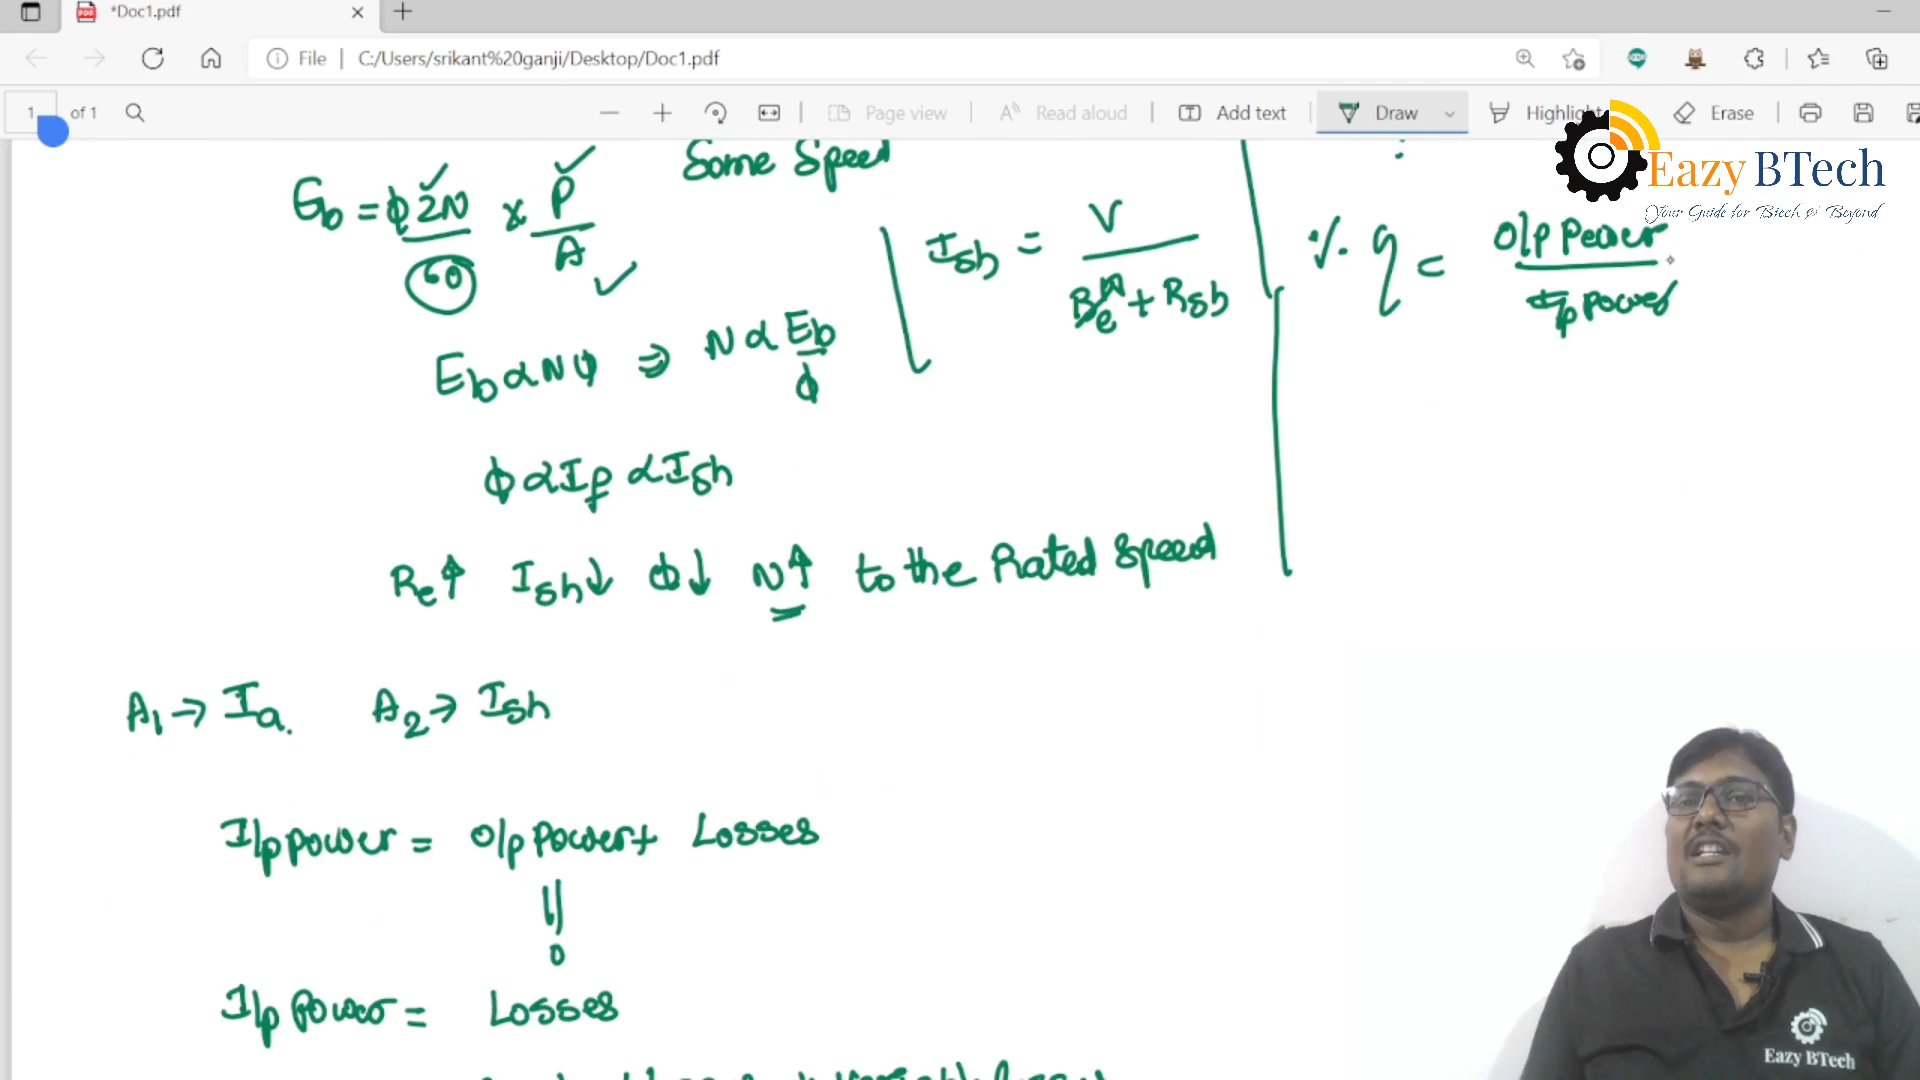 *Doc1.pdf
File | C:/Users/srikant%20ganji/Desktop/Doc1.pdf
1 of 1 Page view Read aloud Add text Draw Highlight Erase
Eazy BTech
Your Guide for Btech & Beyond
Some Speed
Eb = ϕZN/60 × P/A
Ish = V/(Re + Rsh)
% η = O/p Power / I/p Power
Eb ∝ Nϕ ⇒ N ∝ Eb/ϕ
ϕ ∝ If ∝ Ish
Re↑ Ish↓ ϕ↓ N↑ to the Rated Speed
A1 → Ia. A2 → Ish
I/p power = O/p Power + Losses
0
I/p Power = Losses
Eazy BTech